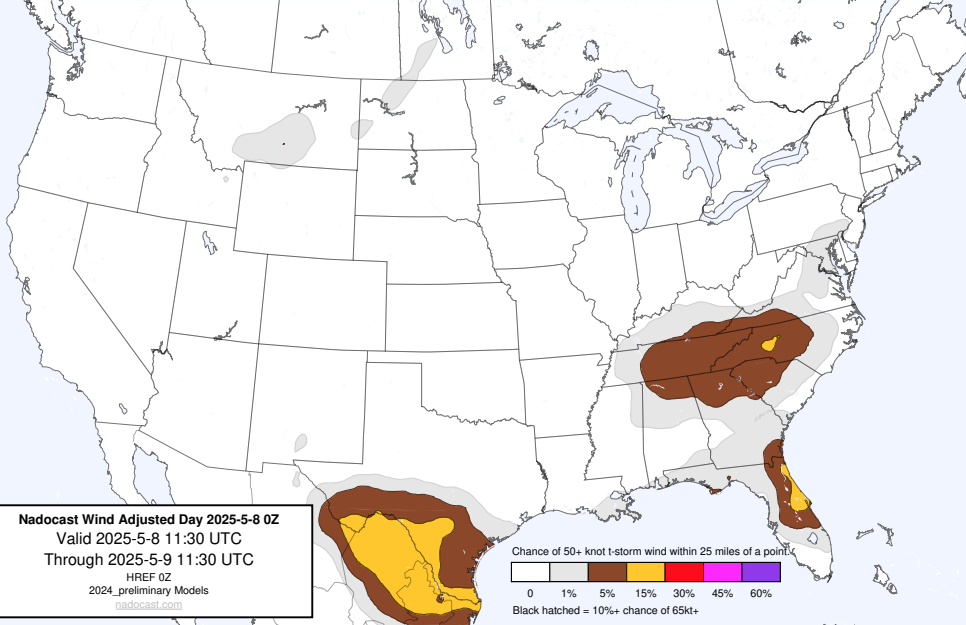 Nadocast Wind Adjusted Day 2025-5-8 0Z
Valid 2025-5-8 11:30 UTC
Through 2025-5-9 11:30 UTC
HREF 0Z
2024_preliminary Models
nadocast.com
Chance of 50+ knot t-storm wind within 25 miles of a point.
0 1% 5% 15% 30% 45% 60%
Black hatched = 10%+ chance of 65kt+